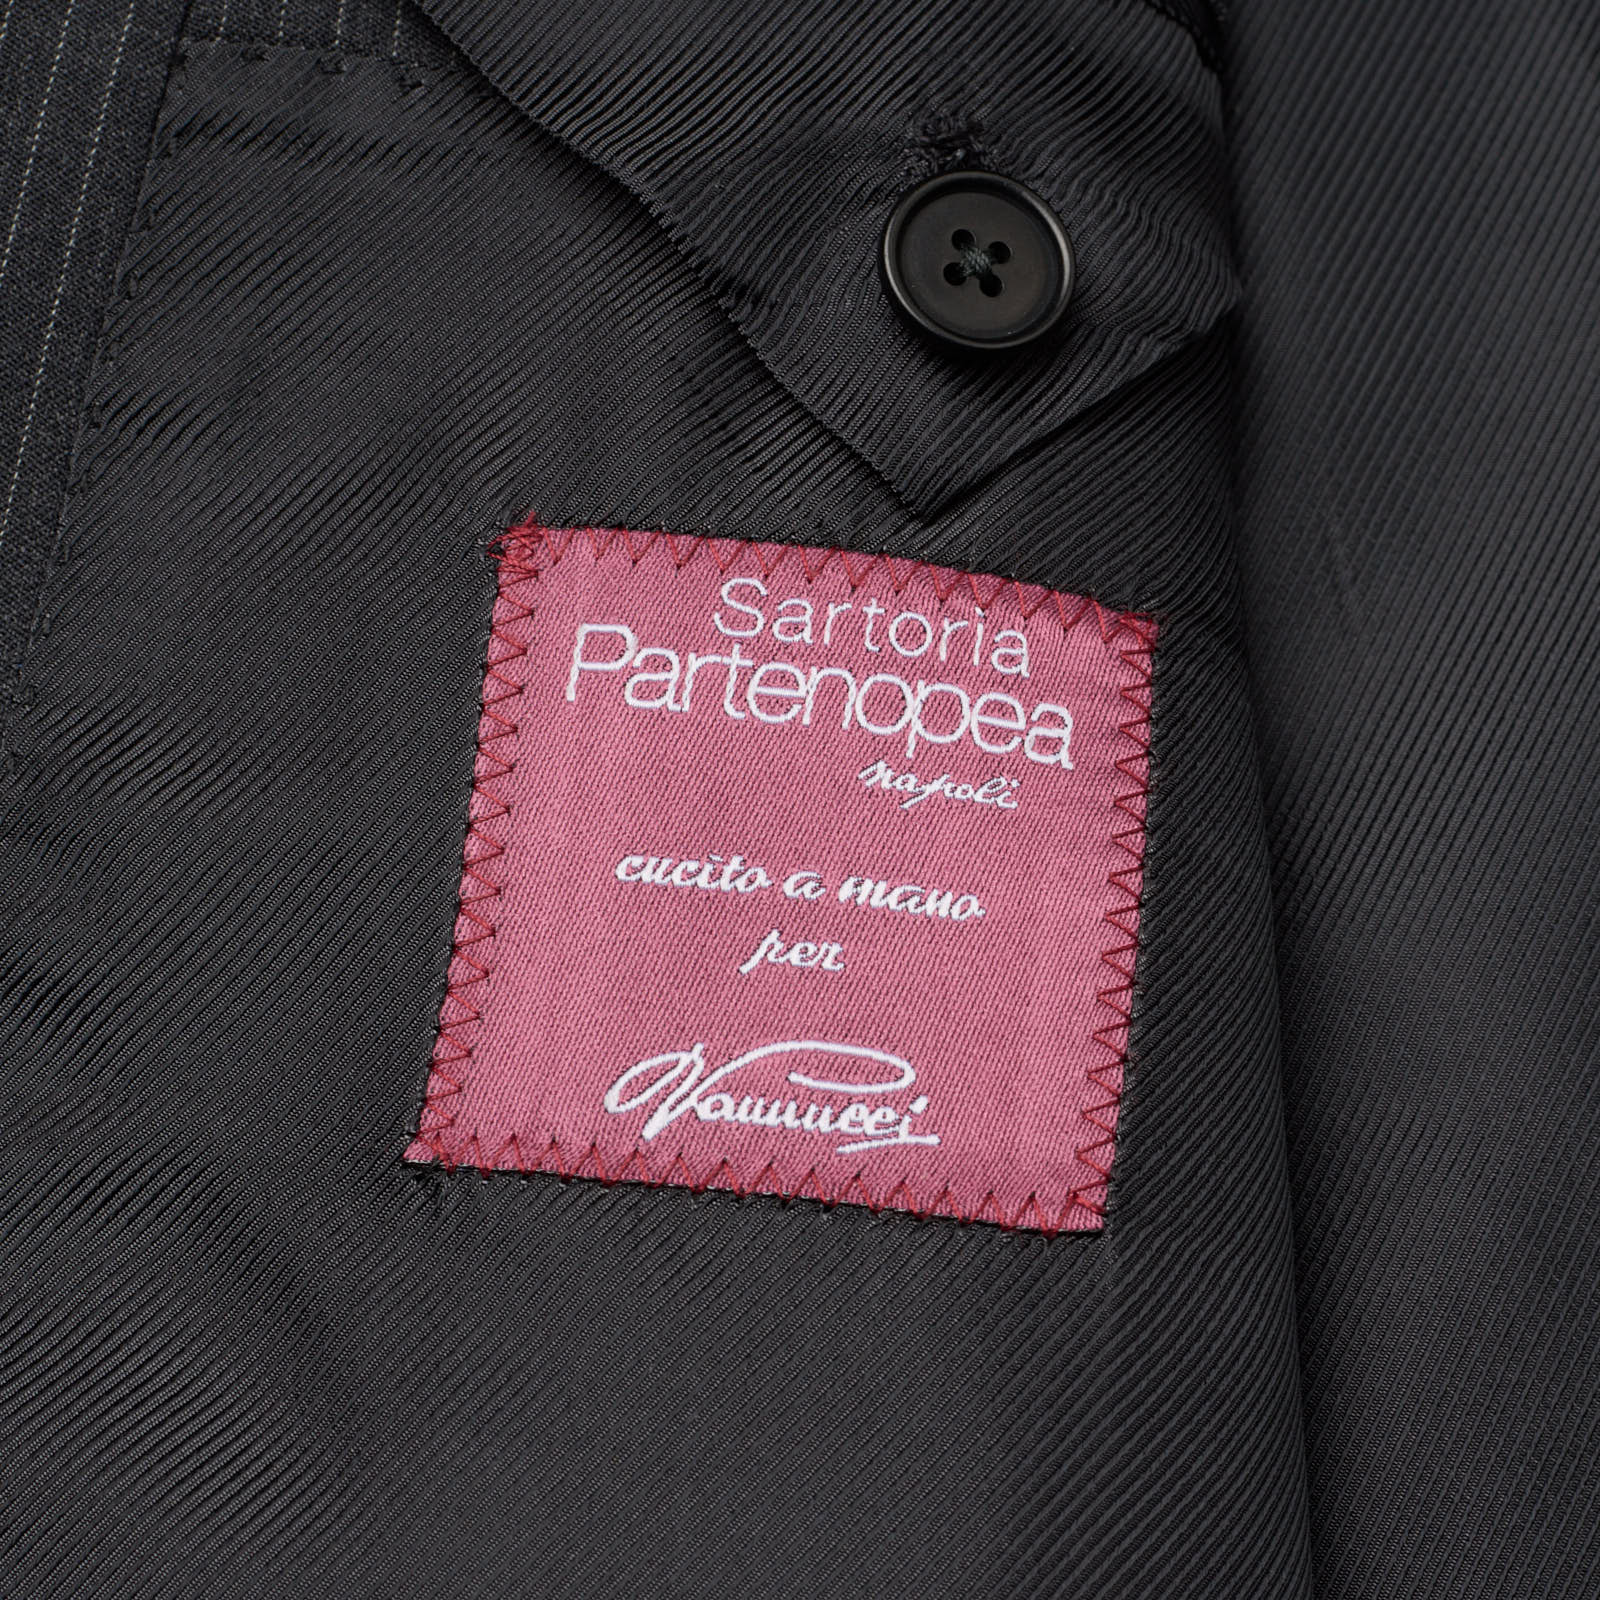 Sartoria
Partenopea
napoli
cucito a mano
per
Vannucci